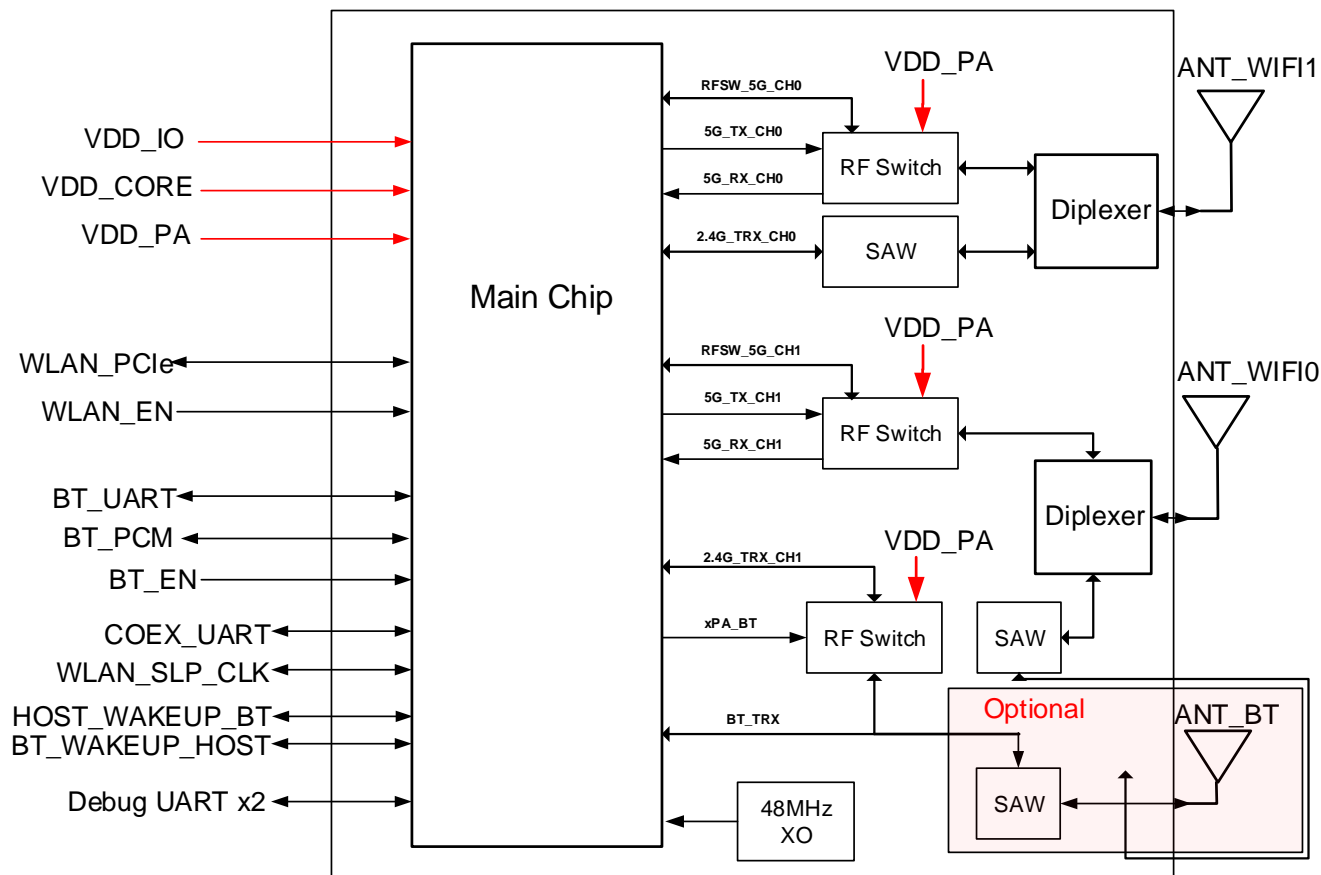 VDD_IO
VDD_CORE
VDD_PA
WLAN_PCIe
WLAN_EN
BT_UART
BT_PCM
BT_EN
COEX_UART
WLAN_SLP_CLK
HOST_WAKEUP_BT
BT_WAKEUP_HOST
Debug UART x2
Main Chip
RFSW_5G_CH0
5G_TX_CH0
5G_RX_CH0
2.4G_TRX_CH0
VDD_PA
RF Switch
SAW
Diplexer
ANT_WIFI1
RFSW_5G_CH1
5G_TX_CH1
5G_RX_CH1
VDD_PA
RF Switch
Diplexer
ANT_WIFI0
2.4G_TRX_CH1
xPA_BT
VDD_PA
RF Switch
SAW
BT_TRX
Optional
ANT_BT
SAW
48MHz
XO